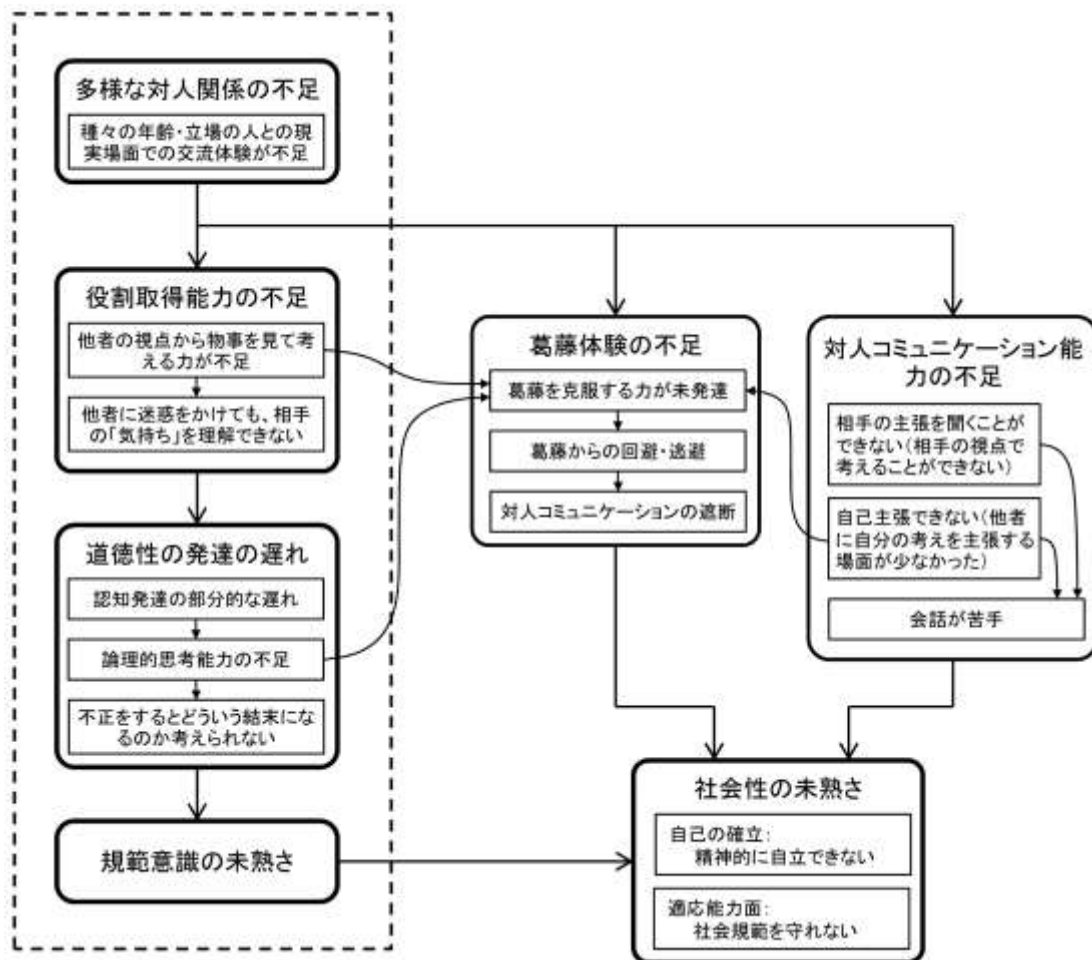 多様な対人関係の不足
種々の年齢・立場の人との現
実場面での交流体験が不足
役割取得能力の不足
他者の視点から物事を見て考
える力が不足
他者に迷惑をかけても、相手
の「気持ち」を理解できない
道徳性の発達の遅れ
認知発達の部分的な遅れ
論理的思考能力の不足
不正をするとどういう結末にな
るのか考えられない
規範意識の未熟さ
葛藤体験の不足
葛藤を克服する力が未発達
葛藤からの回避・逃避
対人コミュニケーションの遮断
対人コミュニケーション能
力の不足
相手の主張を聞くことが
できない(相手の視点で
考えることができない)
自己主張できない(他者
に自分の考えを主張する
場面が少なかった)
会話が苦手
社会性の未熟さ
自己の確立:
精神的に自立できない
適応能力面:
社会規範を守れない